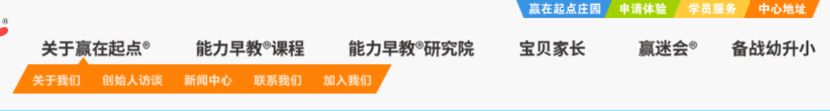 赢在起点庄园 申请体验 学员服务 中心地址
关于赢在起点® 能力早教®课程 能力早教®研究院 宝贝家长 赢迷会® 备战幼升小
关于我们 创始人访谈 新闻中心 联系我们 加入我们